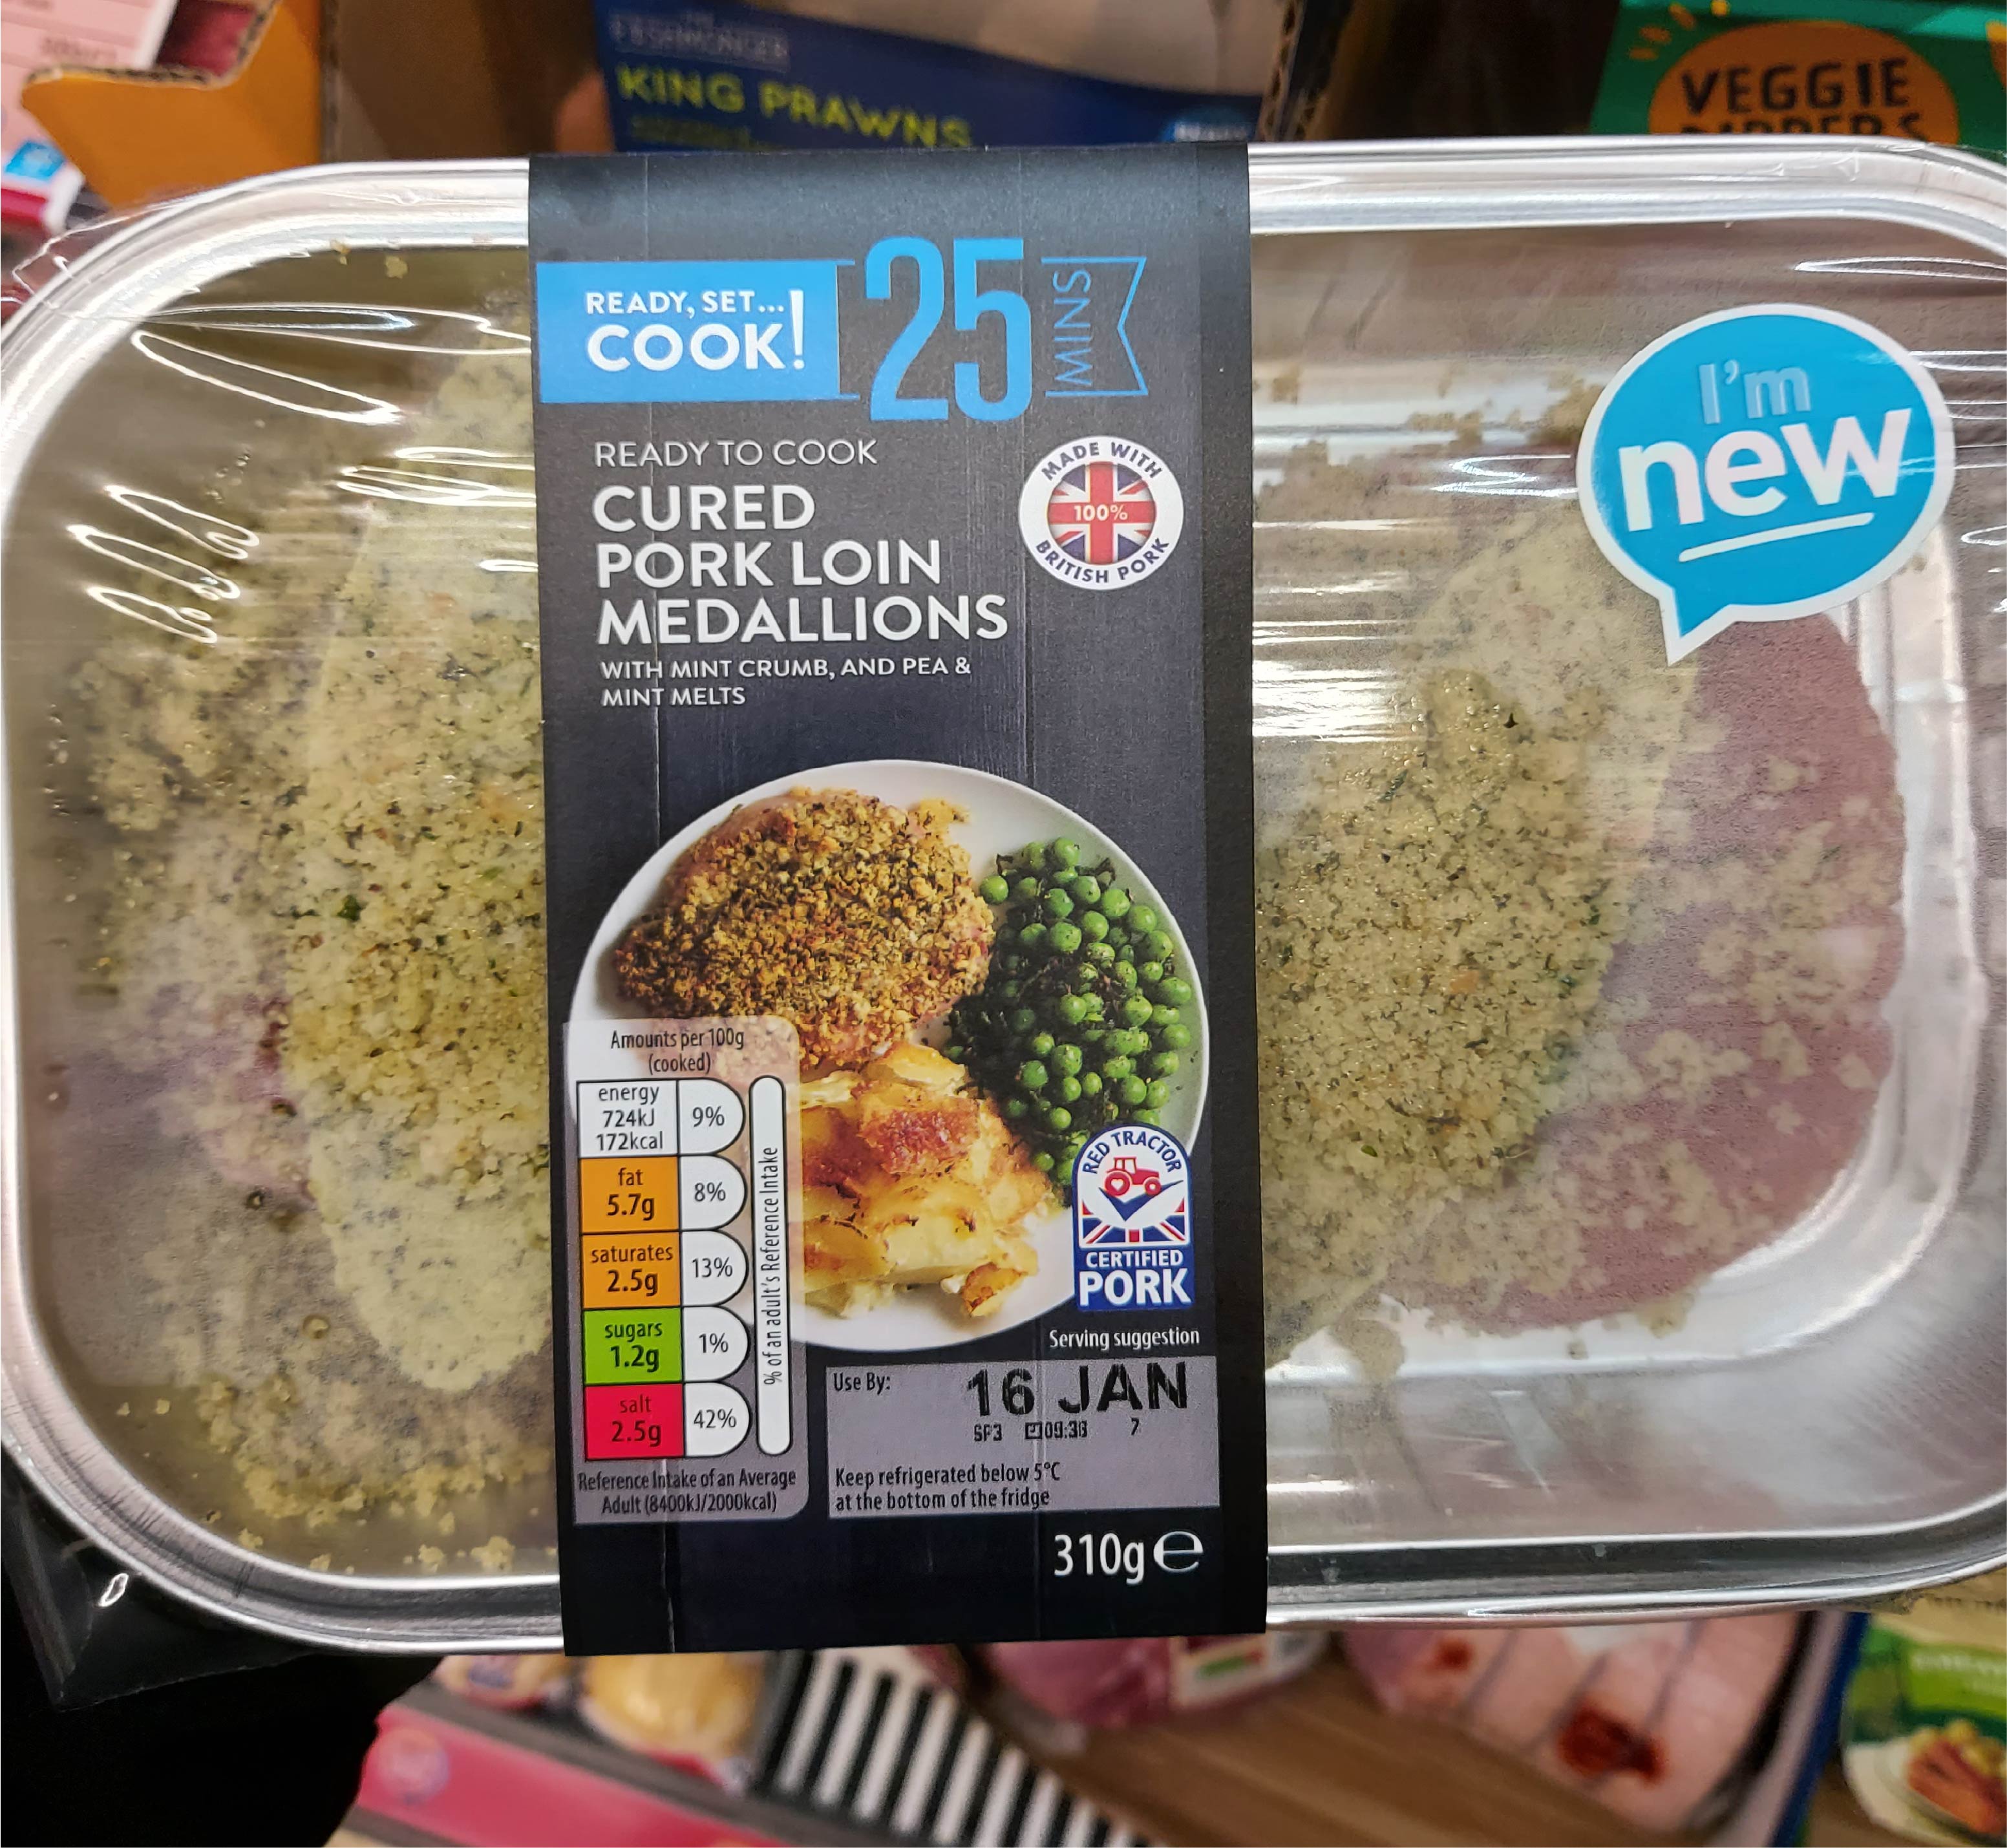 KING PRAWNS
VEGGIE
DIPPERS
READY, SET...
COOK!
25
MINS
I'm
new
READY TO COOK
CURED
PORK LOIN
MEDALLIONS
WITH MINT CRUMB, AND PEA &
MINT MELTS
MADE WITH
100%
BRITISH PORK
Amounts per 100g
(cooked)
energy
724kJ
172kcal
9%
fat
5.7g
8%
saturates
2.5g
13%
sugars
1.2g
1%
salt
2.5g
42%
% of an adult's Reference Intake
Reference Intake of an Average
Adult (8400kJ/2000kcal)
RED TRACTOR
CERTIFIED
PORK
Serving suggestion
Use By:
16 JAN
SF3 09:38 7
Keep refrigerated below 5°C
at the bottom of the fridge
310g e